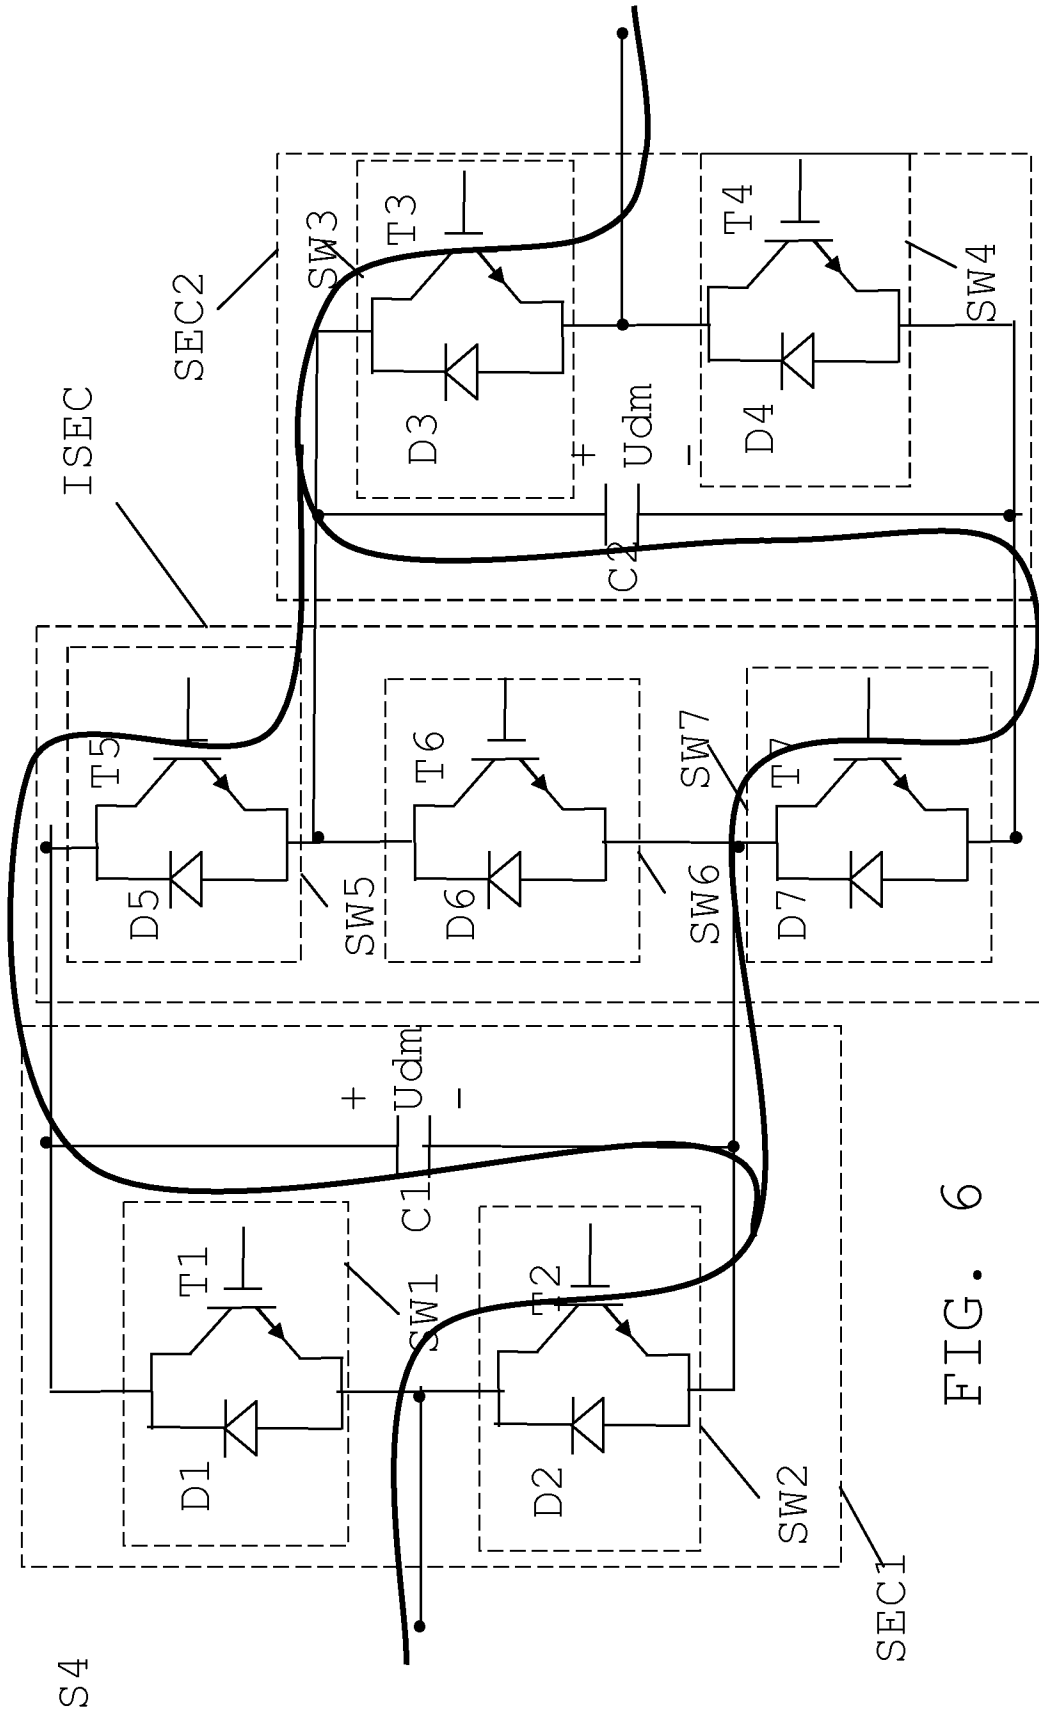 S4
SEC1
SW2
SW1
D1
T1
D2
T2
C1
+
Udm
-
ISEC
SW5
D5
T5
SW6
D6
T6
SW7
D7
T7
SEC2
C2
+
Udm
-
SW3
D3
T3
SW4
D4
T4
FIG. 6